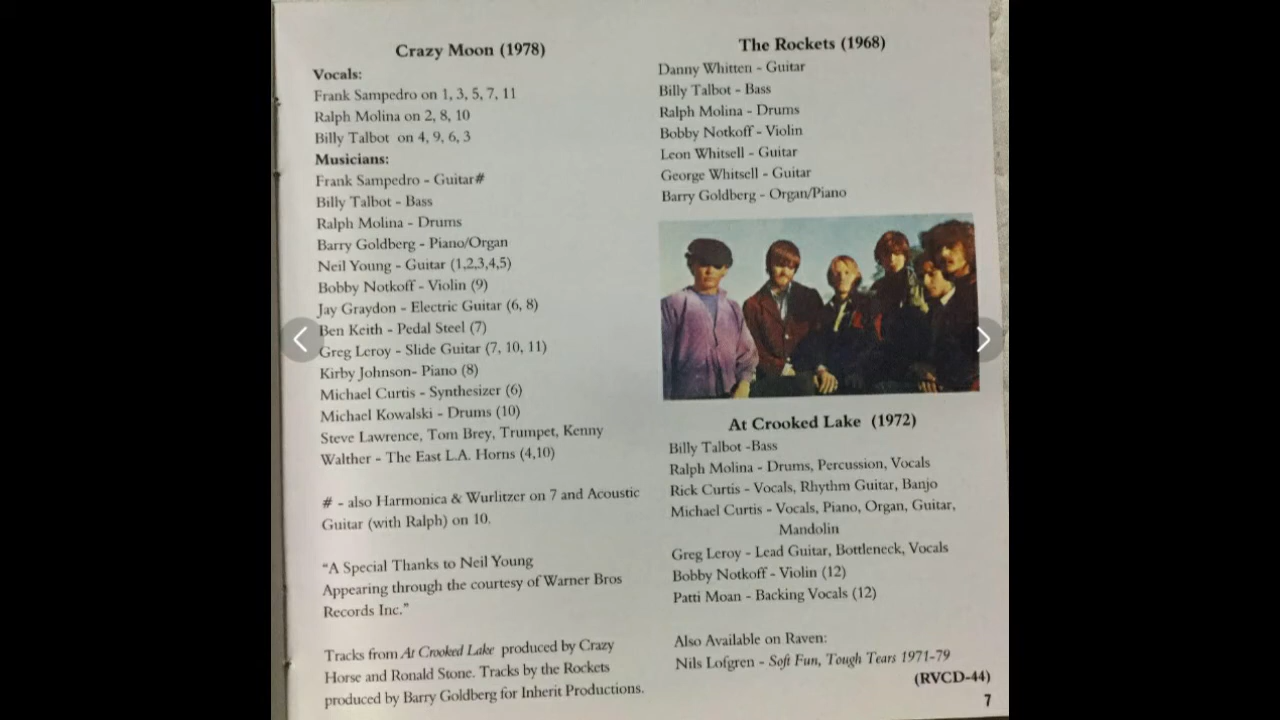 Crazy Moon (1978)
Vocals:
Frank Sampedro on 1, 3, 5, 7, 11
Ralph Molina on 2, 8, 10
Billy Talbot on 4, 9, 6, 3
Musicians:
Frank Sampedro - Guitar#
Billy Talbot - Bass
Ralph Molina - Drums
Barry Goldberg - Piano/Organ
Neil Young - Guitar (1,2,3,4,5)
Bobby Notkoff - Violin (9)
Jay Graydon - Electric Guitar (6, 8)
Ben Keith - Pedal Steel (7)
Greg Leroy - Slide Guitar (7, 10, 11)
Kirby Johnson- Piano (8)
Michael Curtis - Synthesizer (6)
Michael Kowalski - Drums (10)
Steve Lawrence, Tom Brey, Trumpet, Kenny
Walther - The East L.A. Horns (4,10)
# - also Harmonica & Wurlitzer on 7 and Acoustic
Guitar (with Ralph) on 10.
“A Special Thanks to Neil Young
Appearing through the courtesy of Warner Bros
Records Inc.”
Tracks from At Crooked Lake produced by Crazy
Horse and Ronald Stone. Tracks by the Rockets
produced by Barry Goldberg for Inherit Productions.
The Rockets (1968)
Danny Whitten - Guitar
Billy Talbot - Bass
Ralph Molina - Drums
Bobby Notkoff - Violin
Leon Whitsell - Guitar
George Whitsell - Guitar
Barry Goldberg - Organ/Piano
At Crooked Lake (1972)
Billy Talbot -Bass
Ralph Molina - Drums, Percussion, Vocals
Rick Curtis - Vocals, Rhythm Guitar, Banjo
Michael Curtis - Vocals, Piano, Organ, Guitar,
Mandolin
Greg Leroy - Lead Guitar, Bottleneck, Vocals
Bobby Notkoff - Violin (12)
Patti Moan - Backing Vocals (12)
Also Available on Raven:
Nils Lofgren - Soft Fun, Tough Tears 1971-79
(RVCD-44)
7